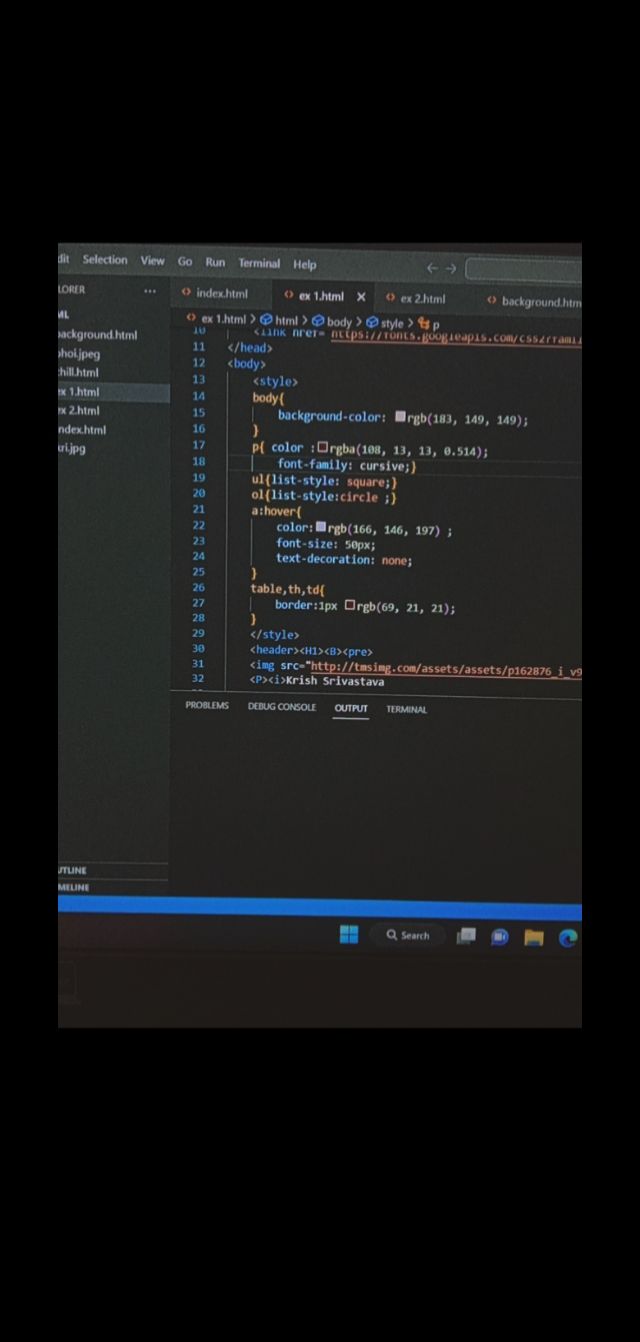 dit Selection View Go Run Terminal Help
LORER ...
index.html ex 1.html X ex 2.html background.htm
ML
ex 1.html > html > body > style > p
background.html
phoi.jpeg
chill.html
ex 1.html
ex 2.html
ndex.html
kri.jpg
10 <link href= https://fonts.googleapis.com/css2?fami
11 </head>
12 <body>
13 <style>
14 body{
15 background-color: rgb(183, 149, 149);
16 }
17 p{ color :rgba(108, 13, 13, 0.514);
18 font-family: cursive;}
19 ul{list-style: square;}
20 ol{list-style:circle ;}
21 a:hover{
22 color:rgb(166, 146, 197) ;
23 font-size: 50px;
24 text-decoration: none;
25 }
26 table,th,td{
27 border:1px rgb(69, 21, 21);
28 }
29 </style>
30 <header><H1><B><pre>
31 <img src="http://tmsimg.com/assets/assets/p162876_i_v9
32 <P><i>Krish Srivastava
PROBLEMS DEBUG CONSOLE OUTPUT TERMINAL
UTLINE
MELINE
Search